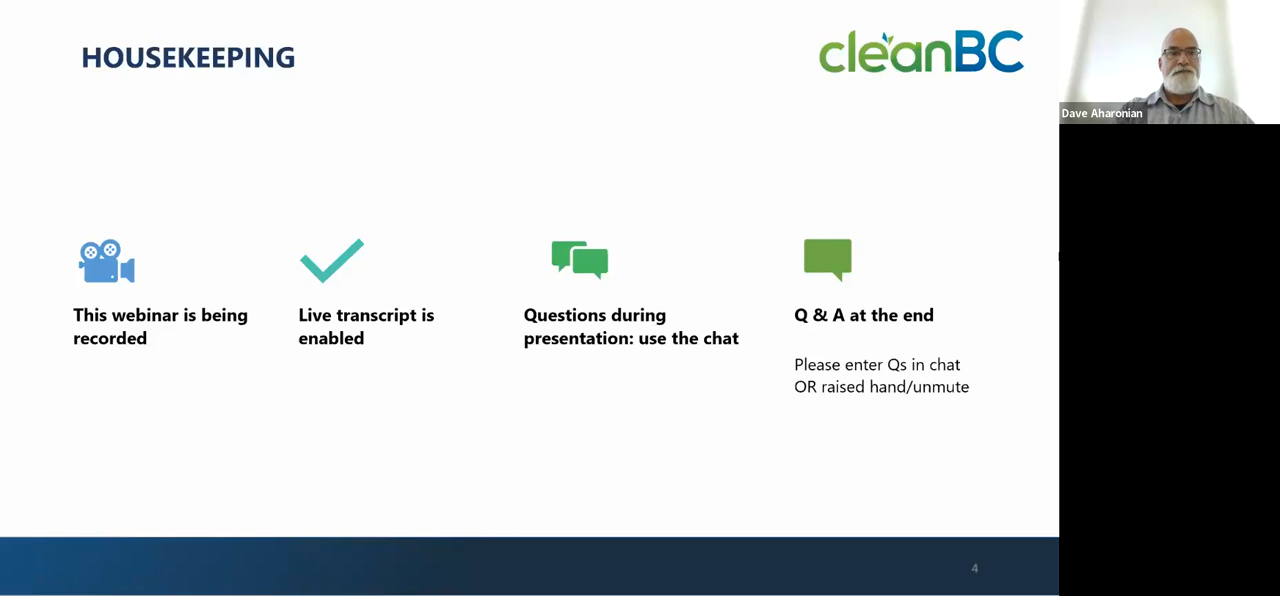 HOUSEKEEPING
cleanBC
Dave Aharonian
This webinar is being
recorded
Live transcript is
enabled
Questions during
presentation: use the chat
Q & A at the end
Please enter Qs in chat
OR raised hand/unmute
4